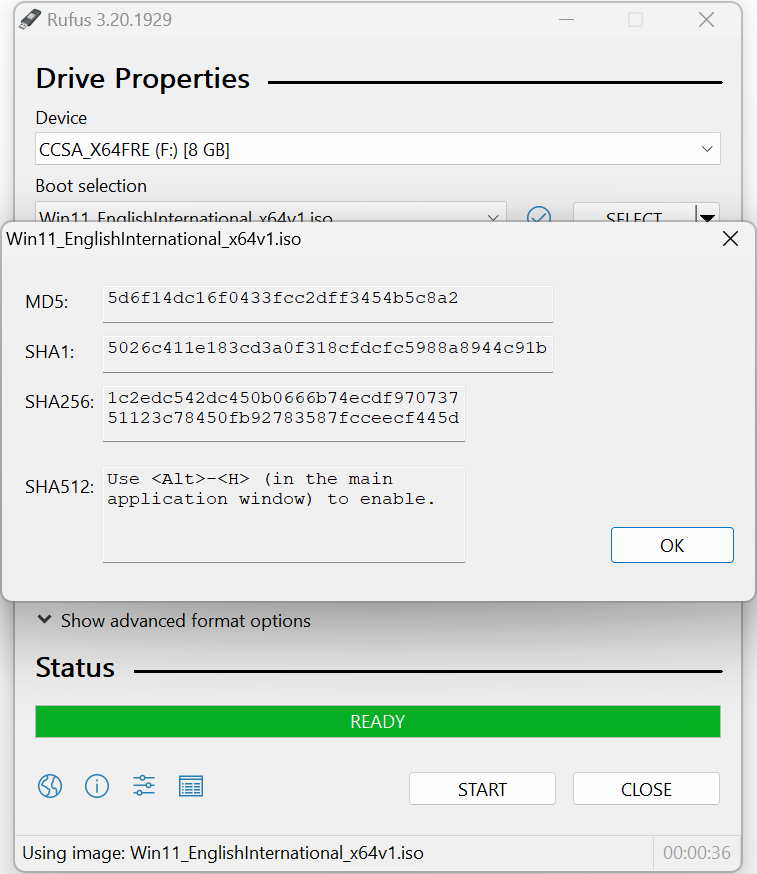 Rufus 3.20.1929
Drive Properties
Device
CCSA_X64FRE (F:) [8 GB]
Boot selection
Win11_EnglishInternational_x64v1.iso
SELECT
Win11_EnglishInternational_x64v1.iso
MD5:
5d6f14dc16f0433fcc2dff3454b5c8a2
SHA1:
5026c411e183cd3a0f318cfdcfc5988a8944c91b
SHA256:
1c2edc542dc450b0666b74ecdf970737
51123c78450fb92783587fcceecf445d
SHA512:
Use <Alt>-<H> (in the main
application window) to enable.
OK
Show advanced format options
Status
READY
START
CLOSE
Using image: Win11_EnglishInternational_x64v1.iso
00:00:36